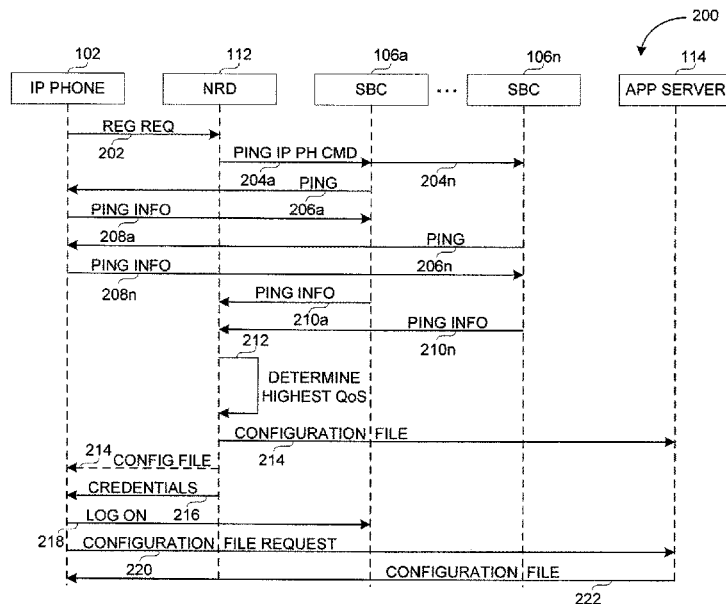 200
102
112
106a
106n
114
IP PHONE
NRD
SBC
...
SBC
APP SERVER
REG REQ
202
PING IP PH CMD
204a
204n
PING
206a
PING INFO
208a
PING
206n
PING INFO
208n
PING INFO
210a
PING INFO
210n
212
DETERMINE
HIGHEST QoS
CONFIGURATION FILE
214
214
CONFIG FILE
CREDENTIALS
216
LOG ON
218
CONFIGURATION FILE REQUEST
220
CONFIGURATION FILE
222